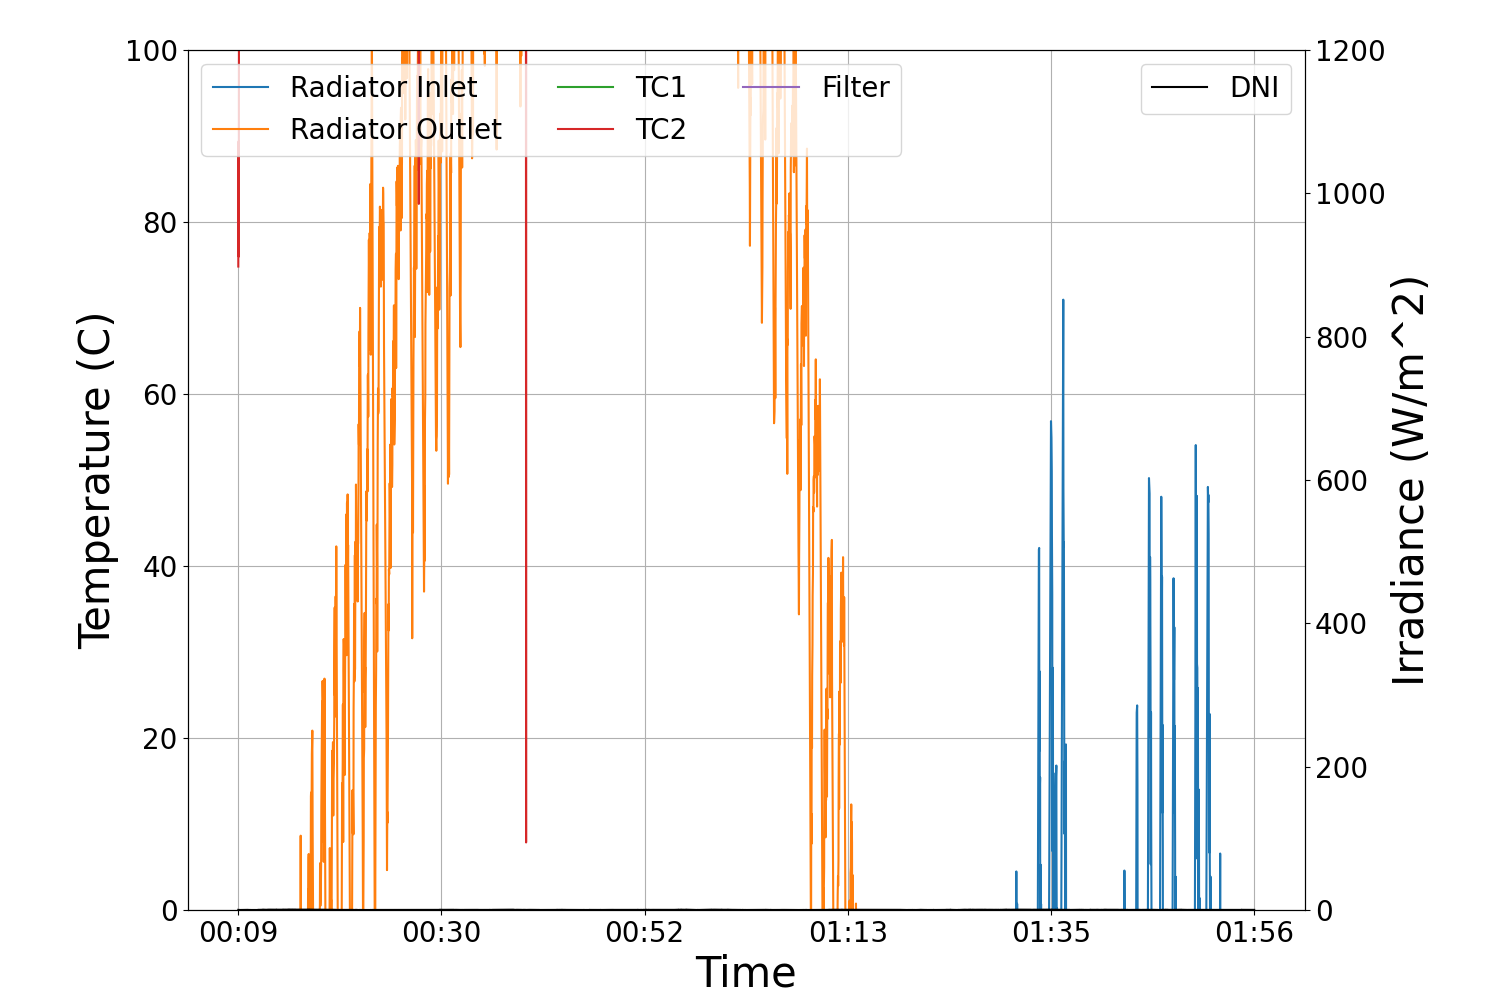 Radiator Inlet
Radiator Outlet
TC1
TC2
Filter
DNI
100
80
60
40
20
0
Temperature (C)
1200
1000
800
600
400
200
0
Irradiance (W/m^2)
00:09 00:30 00:52 01:13 01:35 01:56
Time